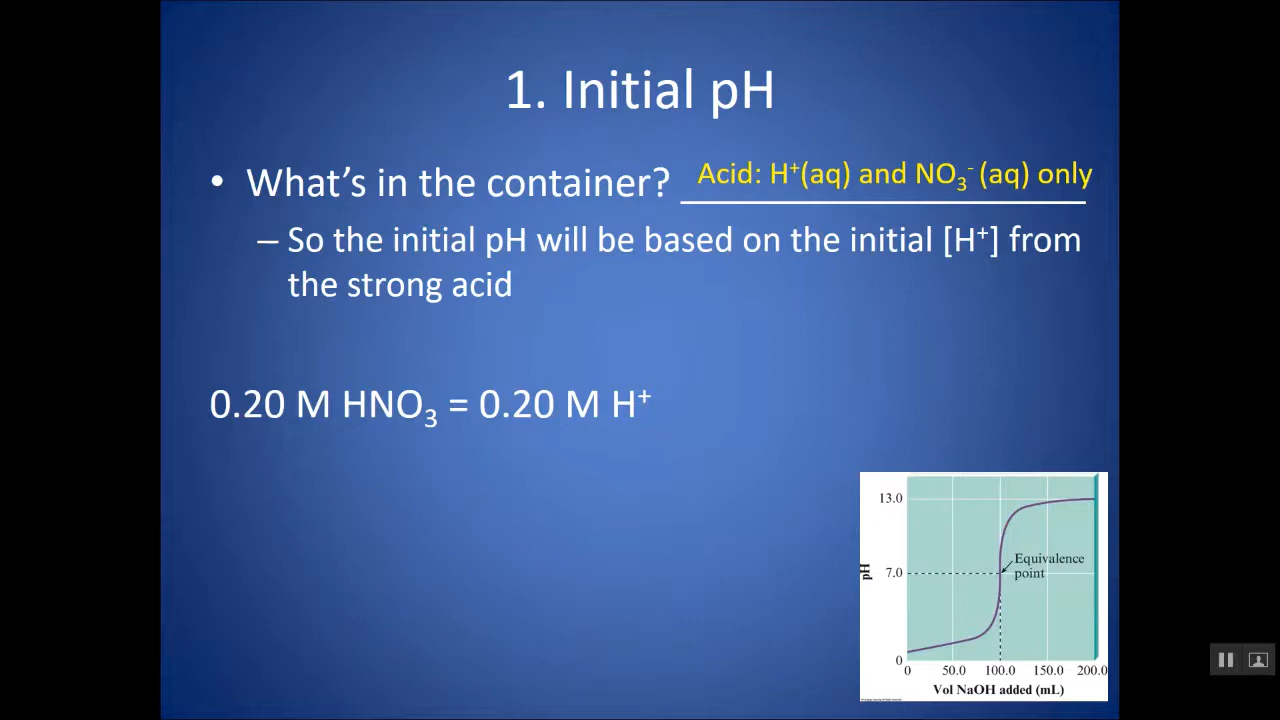 1. Initial pH
• What's in the container? Acid: H⁺(aq) and NO₃⁻ (aq) only
– So the initial pH will be based on the initial [H⁺] from
the strong acid
0.20 M HNO₃ = 0.20 M H⁺
13.0
Equivalence
point
7.0
pH
0
0 50.0 100.0 150.0 200.0
Vol NaOH added (mL)